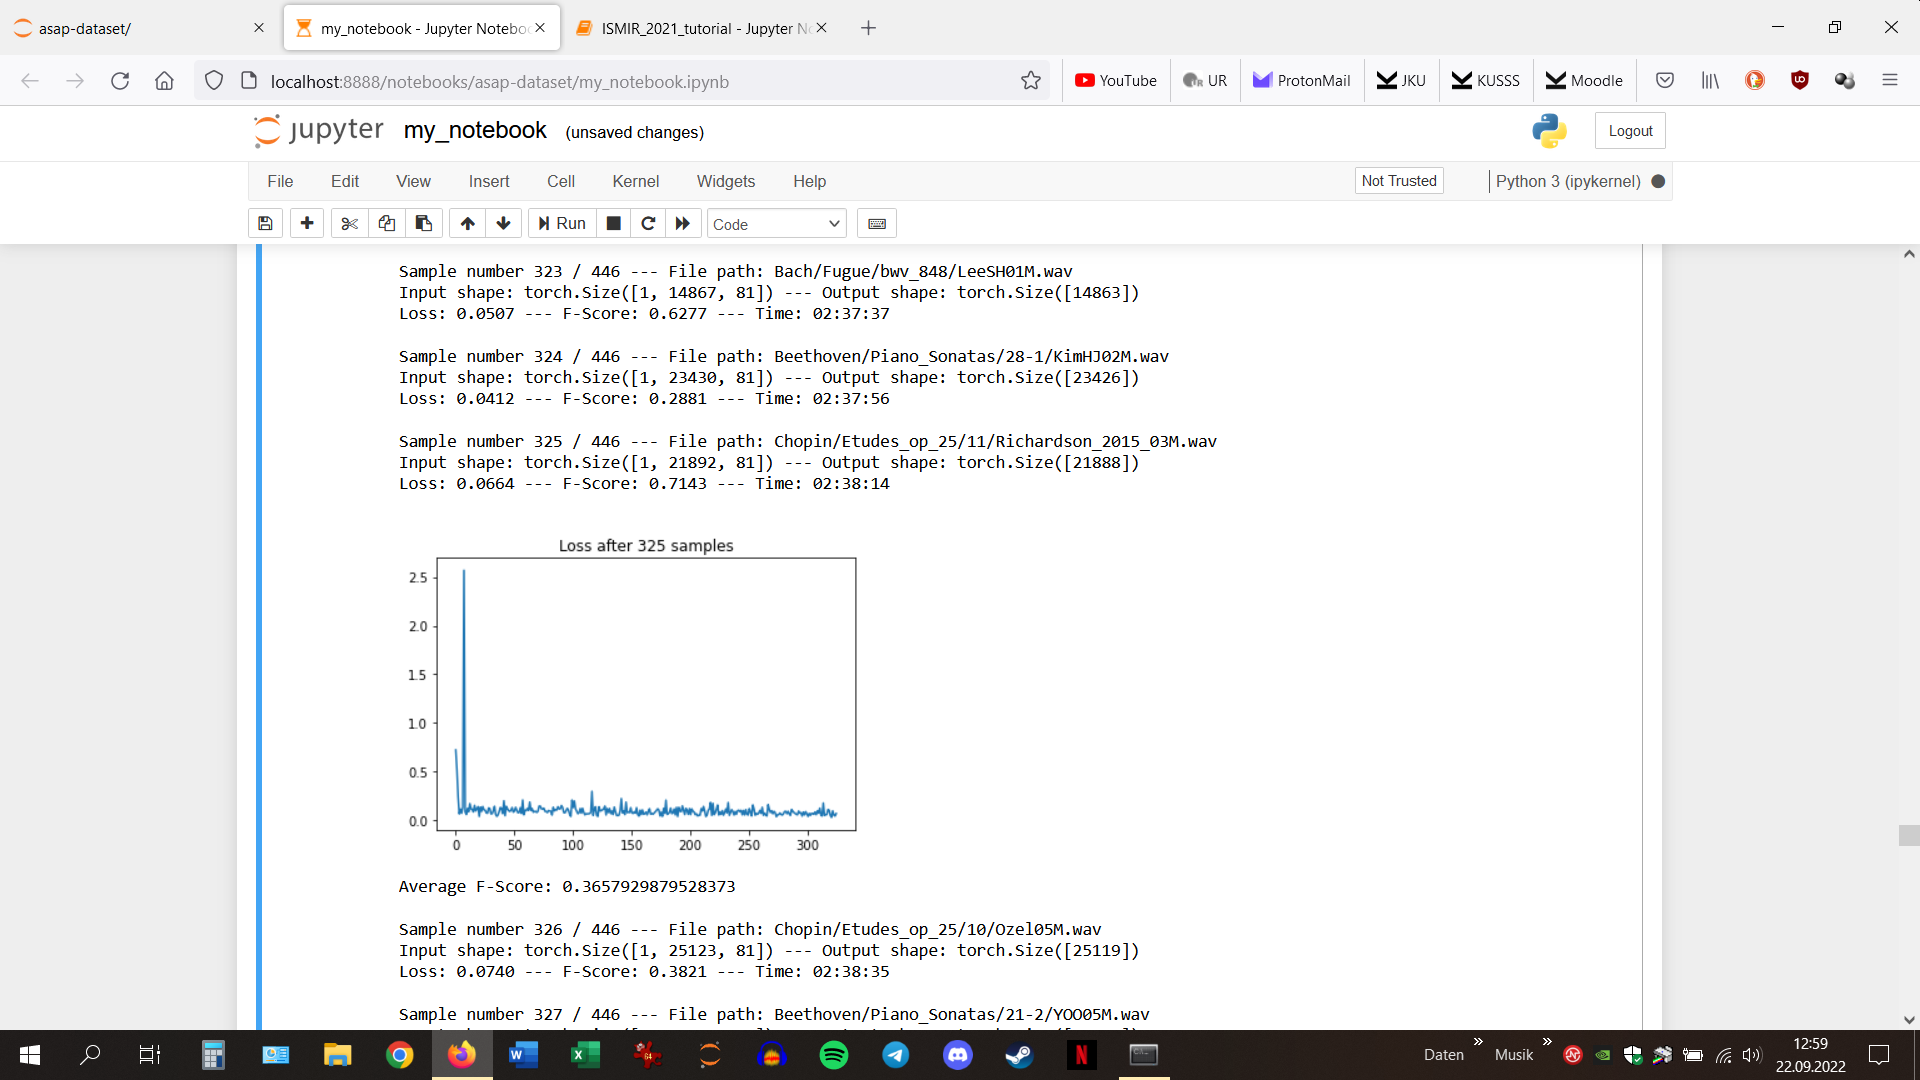 asap-dataset/
my_notebook - Jupyter Notebo
ISMIR_2021_tutorial - Jupyter No
localhost:8888/notebooks/asap-dataset/my_notebook.ipynb
YouTube
UR
ProtonMail
JKU
KUSSS
Moodle
jupyter my_notebook (unsaved changes)
Logout
File Edit View Insert Cell Kernel Widgets Help
Not Trusted
Python 3 (ipykernel)
Run
Code
Sample number 323 / 446 --- File path: Bach/Fugue/bwv_848/LeeSH01M.wav
Input shape: torch.Size([1, 14867, 81]) --- Output shape: torch.Size([14863])
Loss: 0.0507 --- F-Score: 0.6277 --- Time: 02:37:37
Sample number 324 / 446 --- File path: Beethoven/Piano_Sonatas/28-1/KimHJ02M.wav
Input shape: torch.Size([1, 23430, 81]) --- Output shape: torch.Size([23426])
Loss: 0.0412 --- F-Score: 0.2881 --- Time: 02:37:56
Sample number 325 / 446 --- File path: Chopin/Etudes_op_25/11/Richardson_2015_03M.wav
Input shape: torch.Size([1, 21892, 81]) --- Output shape: torch.Size([21888])
Loss: 0.0664 --- F-Score: 0.7143 --- Time: 02:38:14
Loss after 325 samples
2.5
2.0
1.5
1.0
0.5
0.0
0 50 100 150 200 250 300
Average F-Score: 0.3657929879528373
Sample number 326 / 446 --- File path: Chopin/Etudes_op_25/10/Ozel05M.wav
Input shape: torch.Size([1, 25123, 81]) --- Output shape: torch.Size([25119])
Loss: 0.0740 --- F-Score: 0.3821 --- Time: 02:38:35
Sample number 327 / 446 --- File path: Beethoven/Piano_Sonatas/21-2/YOO05M.wav
Daten
Musik
12:59
22.09.2022